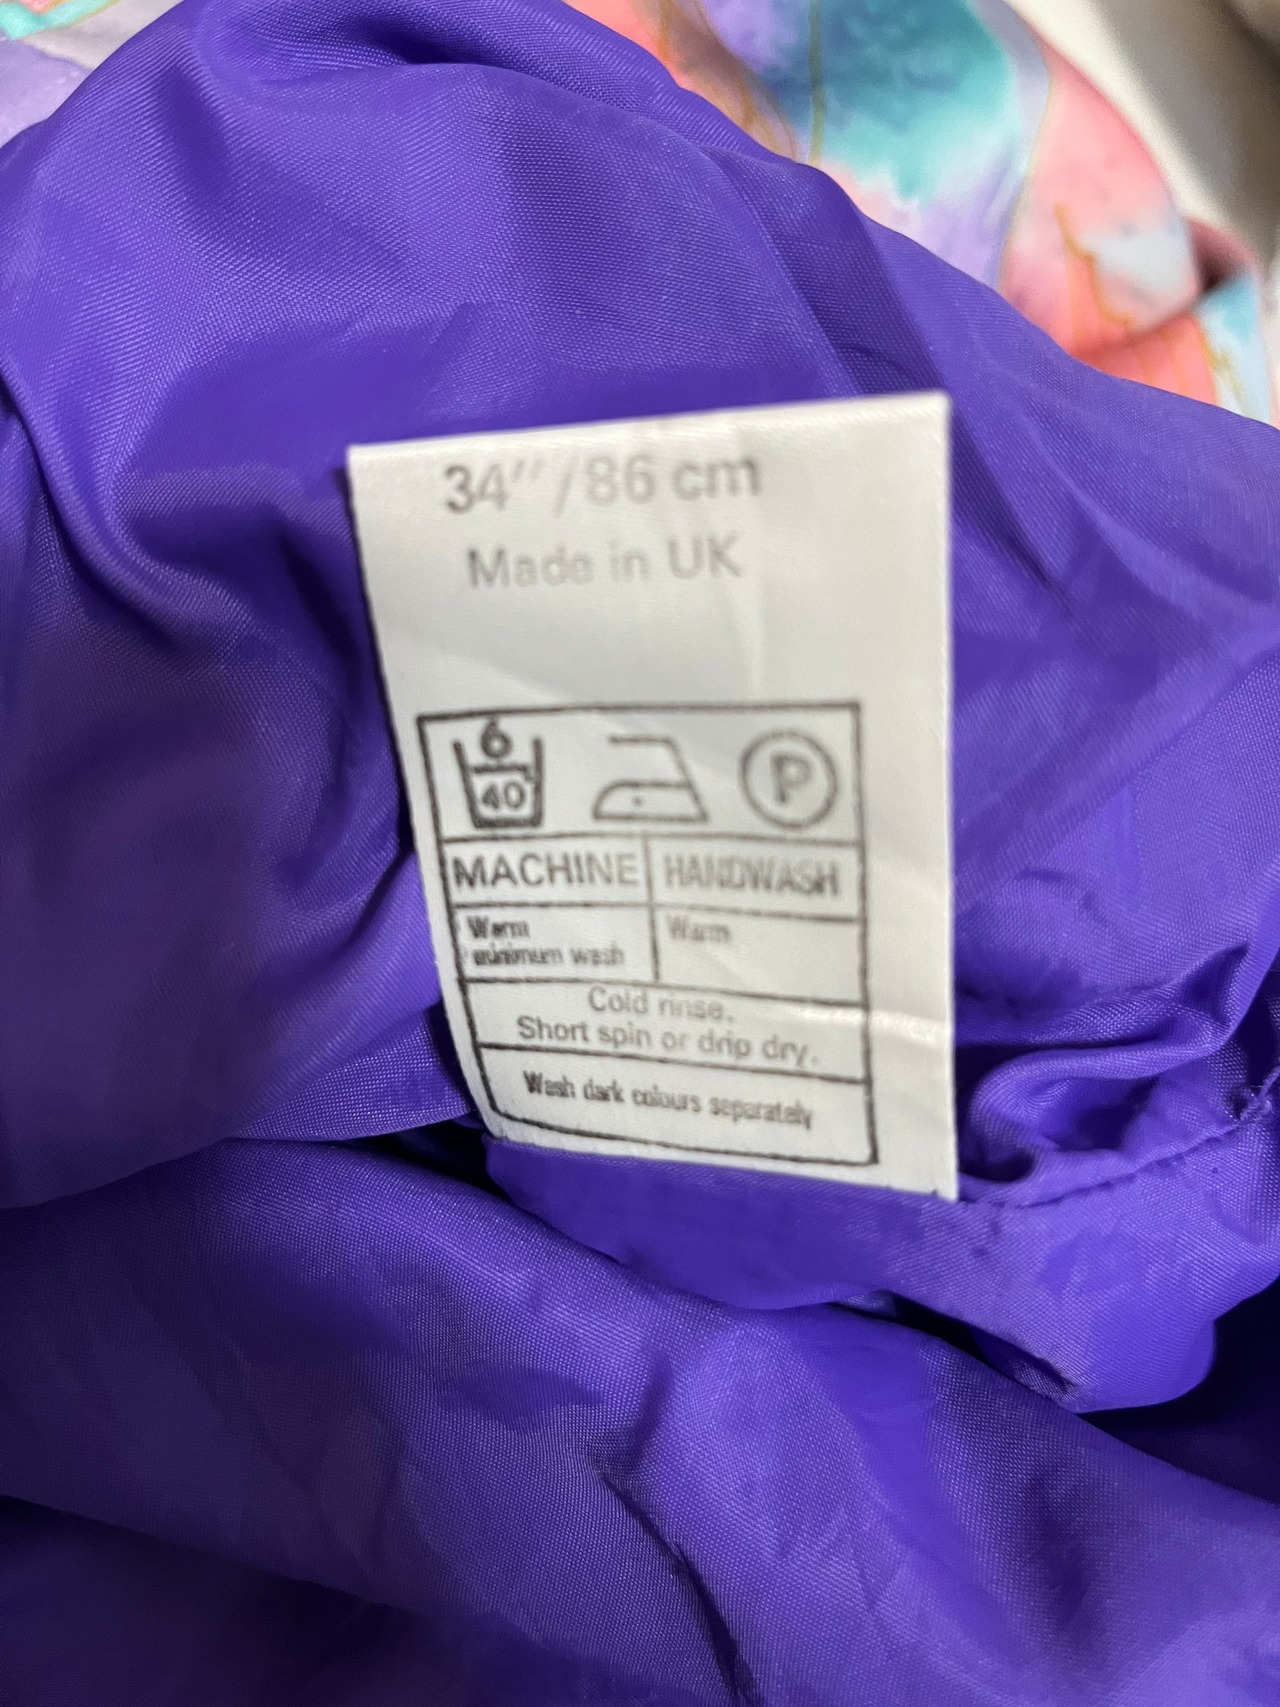 34"/86 cm
Made in UK
6
40
P
MACHINE HANDWASH
Warm Warm
minimum wash
Cold rinse.
Short spin or drip dry.
Wash dark colours separately